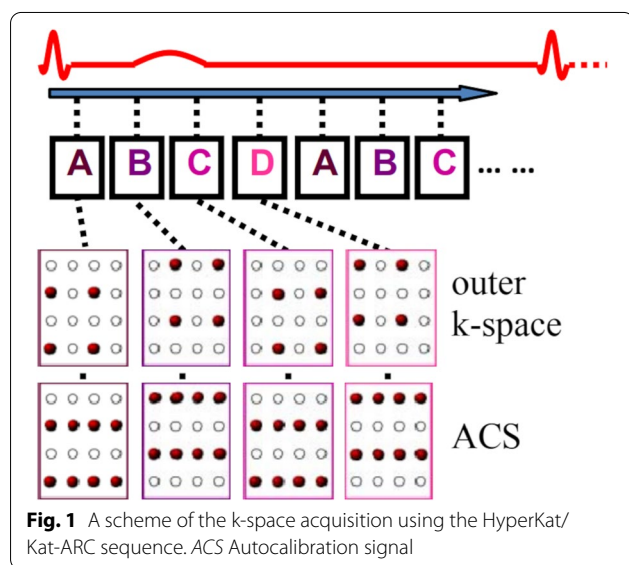 A B C D A B C ... ...
outer
k-space
ACS
Fig. 1 A scheme of the k-space acquisition using the HyperKat/
Kat-ARC sequence. ACS Autocalibration signal